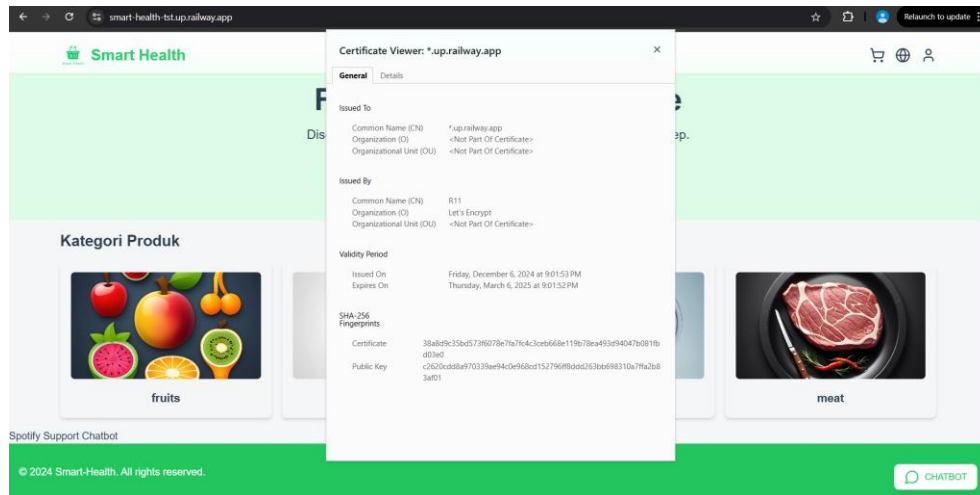 smart-health-tst.up.railway.app
Relaunch to update
Smart Health
Certificate Viewer: *.up.railway.app
General Details
Issued To
Common Name (CN) *.up.railway.app
Organization (O) <Not Part Of Certificate>
Organizational Unit (OU) <Not Part Of Certificate>
Issued By
Common Name (CN) R11
Organization (O) Let's Encrypt
Organizational Unit (OU) <Not Part Of Certificate>
Validity Period
Issued On Friday, December 6, 2024 at 9:01:53 PM
Expires On Thursday, March 6, 2025 at 9:01:52 PM
SHA-256
Fingerprints
Certificate 38a8d9c35bd573f6078e7fa7fc4c3ceb668e119b78ea493d94047b081fb
d03e0
Public Key c2620cdd8a970339ae94c0e968cd152796ff8ddd263bb698310a7ffa2b8
3af01
Kategori Produk
fruits
meat
Spotify Support Chatbot
© 2024 Smart-Health. All rights reserved.
CHATBOT